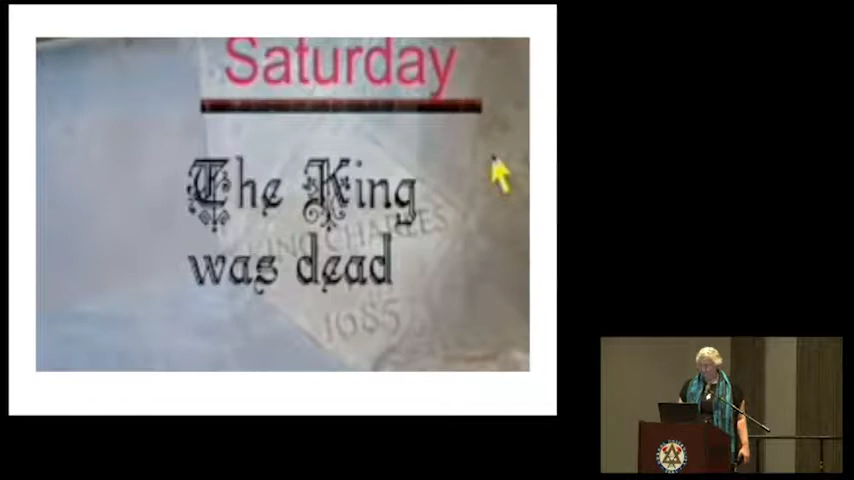 Saturday
The King
was dead
KING CHARLES
1685